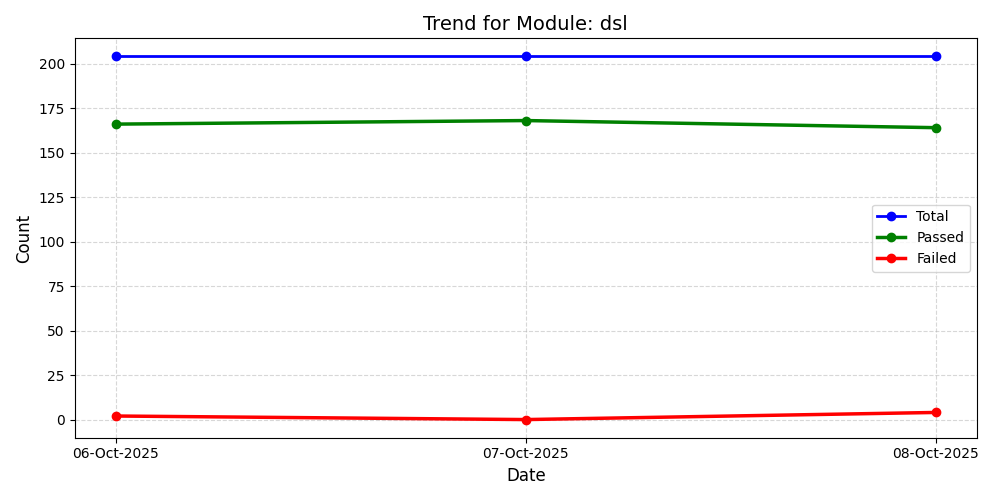 Trend for Module: dsl
200
175
150
125
100
75
50
25
0
Count
Total
Passed
Failed
06-Oct-2025
07-Oct-2025
08-Oct-2025
Date